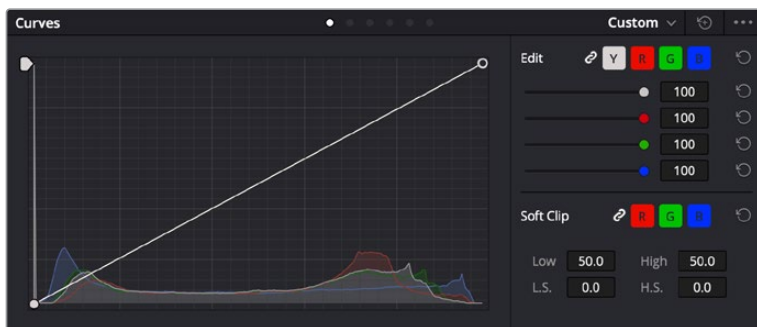 Curves
Custom
Edit
Y R G B
100
100
100
100
Soft Clip
R G B
Low 50.0 High 50.0
L.S. 0.0 H.S. 0.0